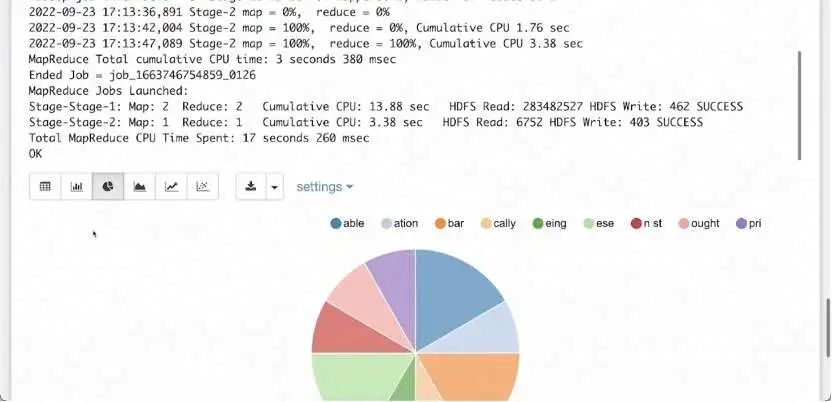 2022-09-23 17:13:36,891 Stage-2 map = 0%,  reduce = 0%
2022-09-23 17:13:42,004 Stage-2 map = 100%,  reduce = 0%, Cumulative CPU 1.76 sec
2022-09-23 17:13:47,089 Stage-2 map = 100%,  reduce = 100%, Cumulative CPU 3.38 sec
MapReduce Total cumulative CPU time: 3 seconds 380 msec
Ended Job = job_1663746754859_0126
MapReduce Jobs Launched:
Stage-Stage-1: Map: 2  Reduce: 2   Cumulative CPU: 13.88 sec   HDFS Read: 283482527 HDFS Write: 462 SUCCESS
Stage-Stage-2: Map: 1  Reduce: 1   Cumulative CPU: 3.38 sec   HDFS Read: 6752 HDFS Write: 403 SUCCESS
Total MapReduce CPU Time Spent: 17 seconds 260 msec
OK
settings
able ation bar cally eing ese n st ought pri